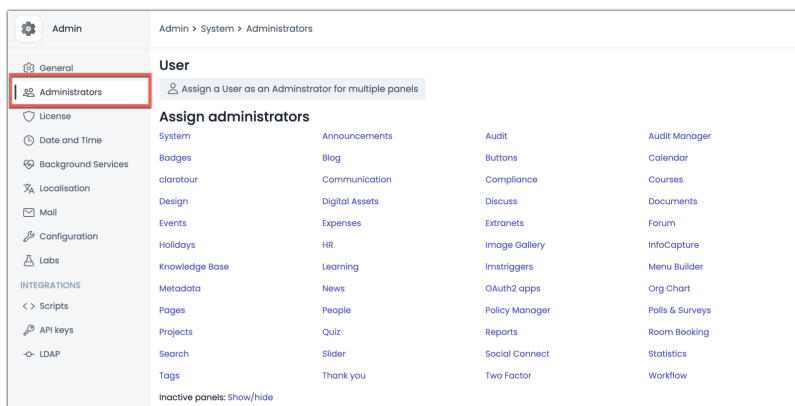 Admin
Admin > System > Administrators
General
Administrators
License
Date and Time
Background Services
Localisation
Mail
Configuration
Labs
INTEGRATIONS
Scripts
API keys
LDAP
User
Assign a User as an Adminstrator for multiple panels
Assign administrators
System Announcements Audit Audit Manager
Badges Blog Buttons Calendar
clarotour Communication Compliance Courses
Design Digital Assets Discuss Documents
Events Expenses Extranets Forum
Holidays HR Image Gallery InfoCapture
Knowledge Base Learning lmstriggers Menu Builder
Metadata News OAuth2 apps Org Chart
Pages People Policy Manager Polls & Surveys
Projects Quiz Reports Room Booking
Search Slider Social Connect Statistics
Tags Thank you Two Factor Workflow
Inactive panels: Show/hide